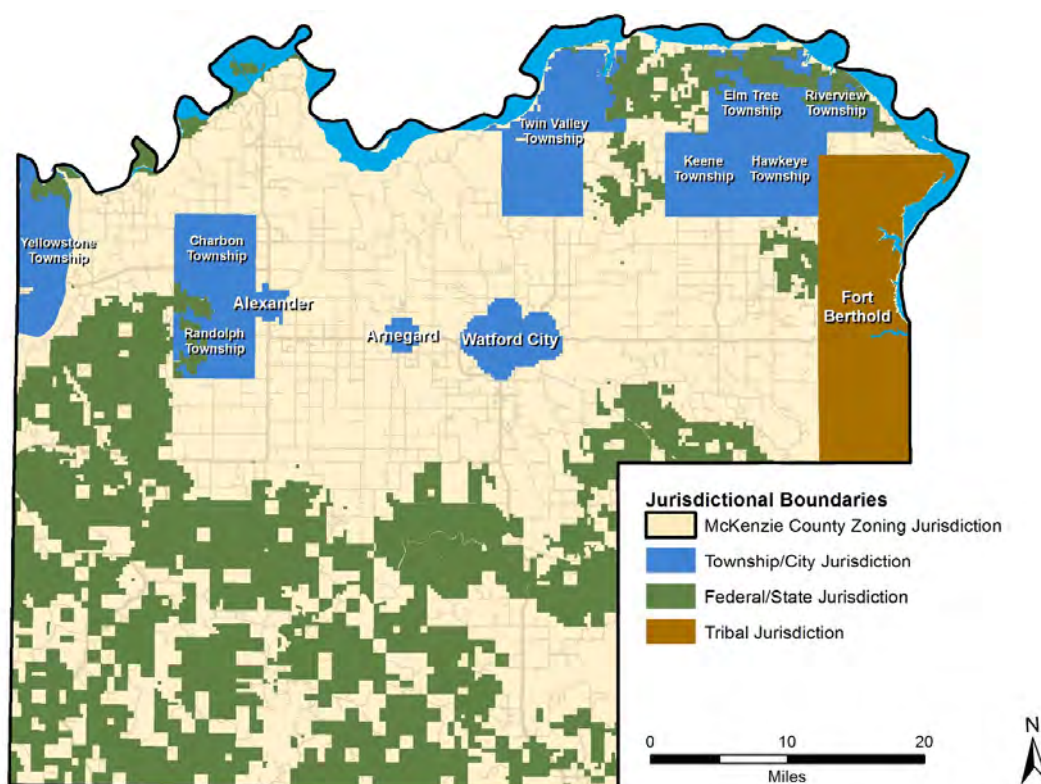 Elm Tree
Township
Riverview
Township
Twin Valley
Township
Keene
Township
Hawkeye
Township
Yellowstone
Township
Charbon
Township
Alexander
Randolph
Township
Arnegard
Watford City
Fort
Berthold
Jurisdictional Boundaries
McKenzie County Zoning Jurisdiction
Township/City Jurisdiction
Federal/State Jurisdiction
Tribal Jurisdiction
N
0 10 20
Miles